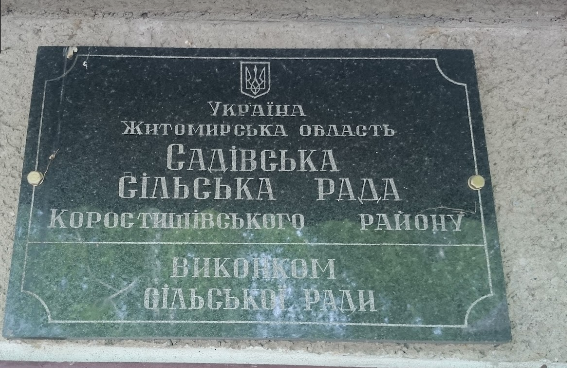 Україна
Житомирська область
Садівська
сільська рада
Коростишівського району
виконком
сільської ради